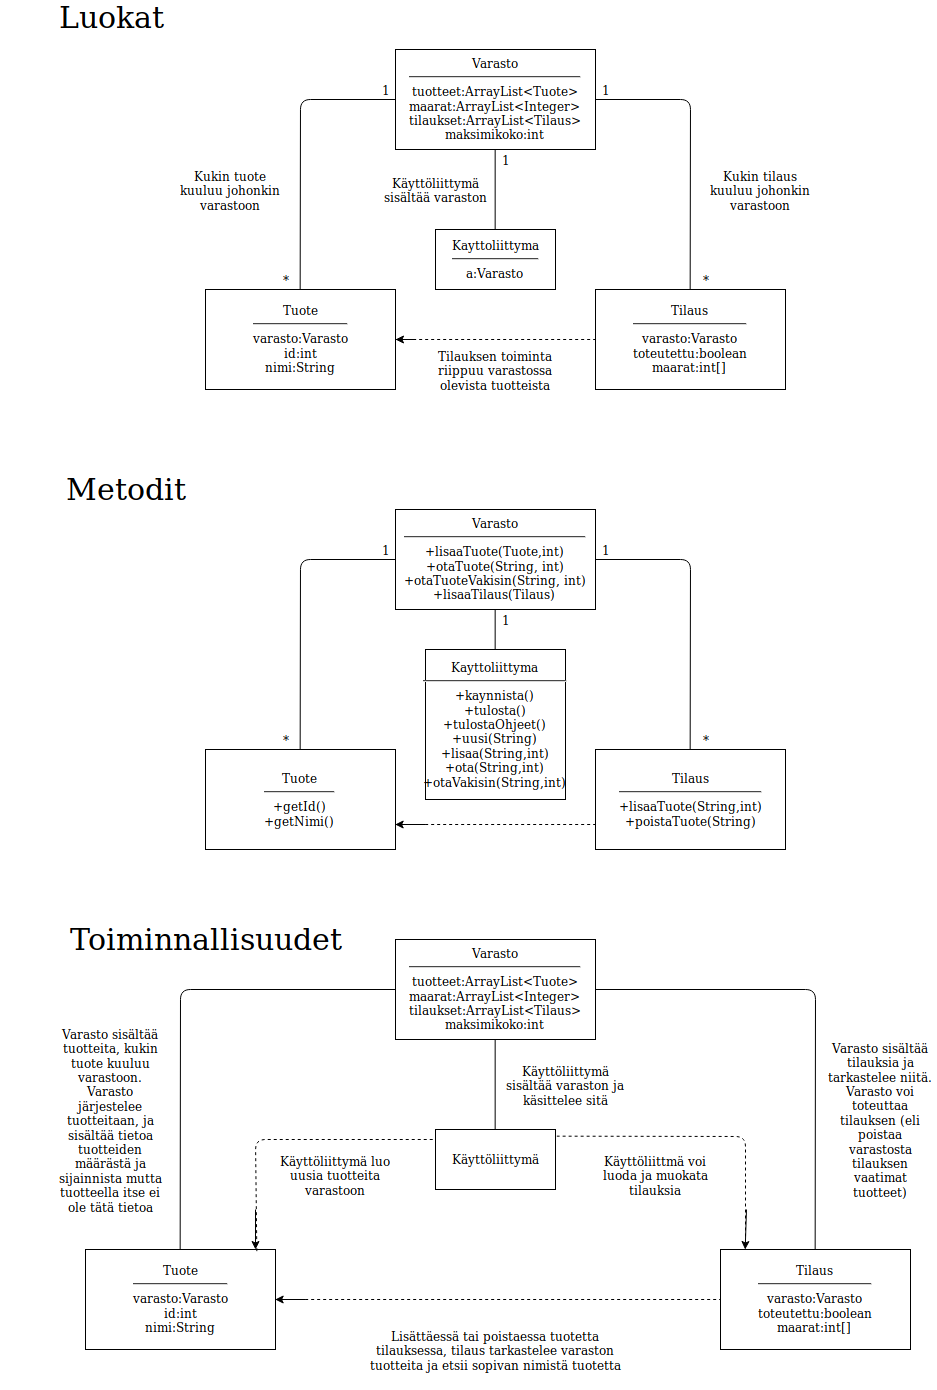 Luokat
Varasto
tuotteet:ArrayList<Tuote>
maarat:ArrayList<Integer>
tilaukset:ArrayList<Tilaus>
maksimikoko:int
1
1
1
Kukin tuote
kuuluu johonkin
varastoon
Käyttöliittymä
sisältää varaston
Kukin tilaus
kuuluu johonkin
varastoon
Kayttoliittyma
a:Varasto
*
*
Tuote
varasto:Varasto
id:int
nimi:String
Tilauksen toiminta
riippuu varastossa
olevista tuotteista
Tilaus
varasto:Varasto
toteutettu:boolean
maarat:int[]
Metodit
Varasto
+lisaaTuote(Tuote,int)
+otaTuote(String, int)
+otaTuoteVakisin(String, int)
+lisaaTilaus(Tilaus)
1
1
1
Kayttoliittyma
+kaynnista()
+tulosta()
+tulostaOhjeet()
+uusi(String)
+lisaa(String,int)
+ota(String,int)
+otaVakisin(String,int)
*
*
Tuote
+getId()
+getNimi()
Tilaus
+lisaaTuote(String,int)
+poistaTuote(String)
Toiminnallisuudet
Varasto
tuotteet:ArrayList<Tuote>
maarat:ArrayList<Integer>
tilaukset:ArrayList<Tilaus>
maksimikoko:int
Varasto sisältää
tuotteita, kukin
tuote kuuluu
varastoon.
Varasto
järjestelee
tuotteitaan, ja
sisältää tietoa
tuotteiden
määrästä ja
sijainnista mutta
tuotteella itse ei
ole tätä tietoa
Käyttöliittymä
sisältää varaston ja
käsittelee sitä
Varasto sisältää
tilauksia ja
tarkastelee niitä.
Varasto voi
toteuttaa
tilauksen (eli
poistaa
varastosta
tilauksen
vaatimat
tuotteet)
Käyttöliittymä luo
uusia tuotteita
varastoon
Käyttöliittymä
Käyttöliittmä voi
luoda ja muokata
tilauksia
Tuote
varasto:Varasto
id:int
nimi:String
Tilaus
varasto:Varasto
toteutettu:boolean
maarat:int[]
Lisättäessä tai poistaessa tuotetta
tilauksessa, tilaus tarkastelee varaston
tuotteita ja etsii sopivan nimistä tuotetta